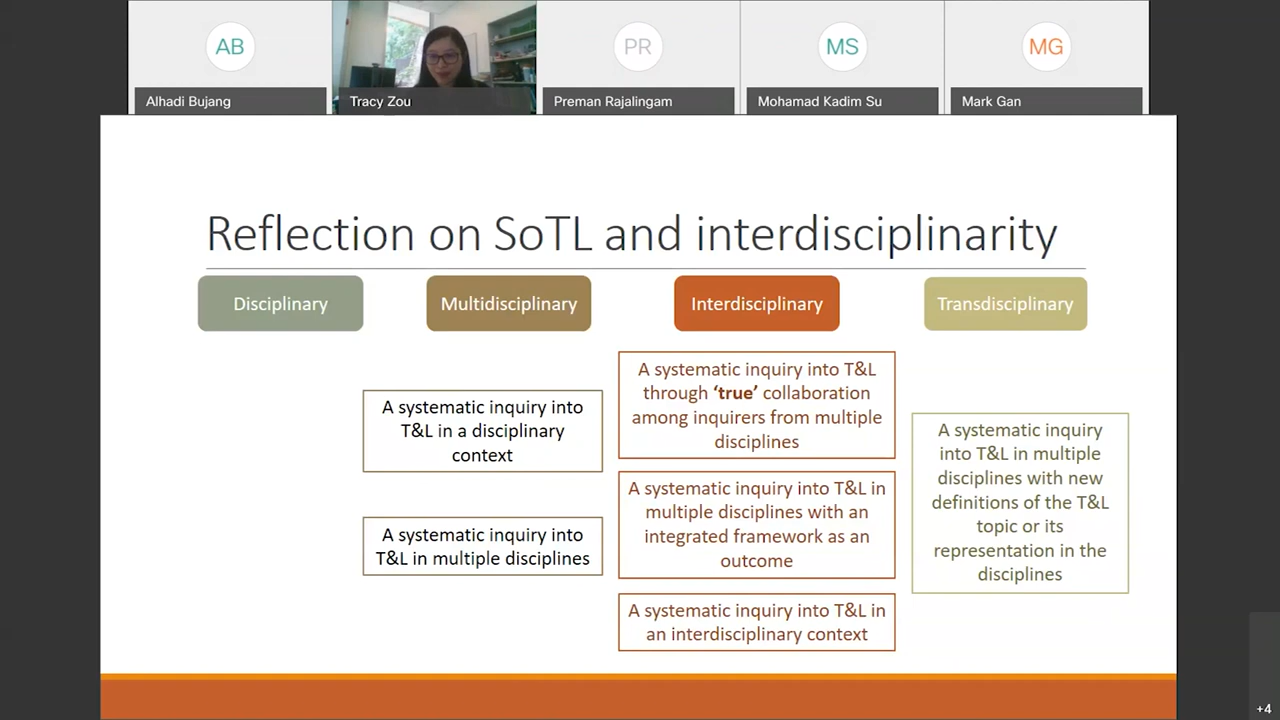 AB
PR
MS
MG
Alhadi Bujang
Tracy Zou
Preman Rajalingam
Mohamad Kadim Su
Mark Gan
Reflection on SoTL and interdisciplinarity
Disciplinary
Multidisciplinary
Interdisciplinary
Transdisciplinary
A systematic inquiry into
T&L in a disciplinary
context
A systematic inquiry into
T&L in multiple disciplines
A systematic inquiry into T&L
through ‘true’ collaboration
among inquirers from multiple
disciplines
A systematic inquiry into T&L in
multiple disciplines with an
integrated framework as an
outcome
A systematic inquiry into T&L in
an interdisciplinary context
A systematic inquiry
into T&L in multiple
disciplines with new
definitions of the T&L
topic or its
representation in the
disciplines
+4